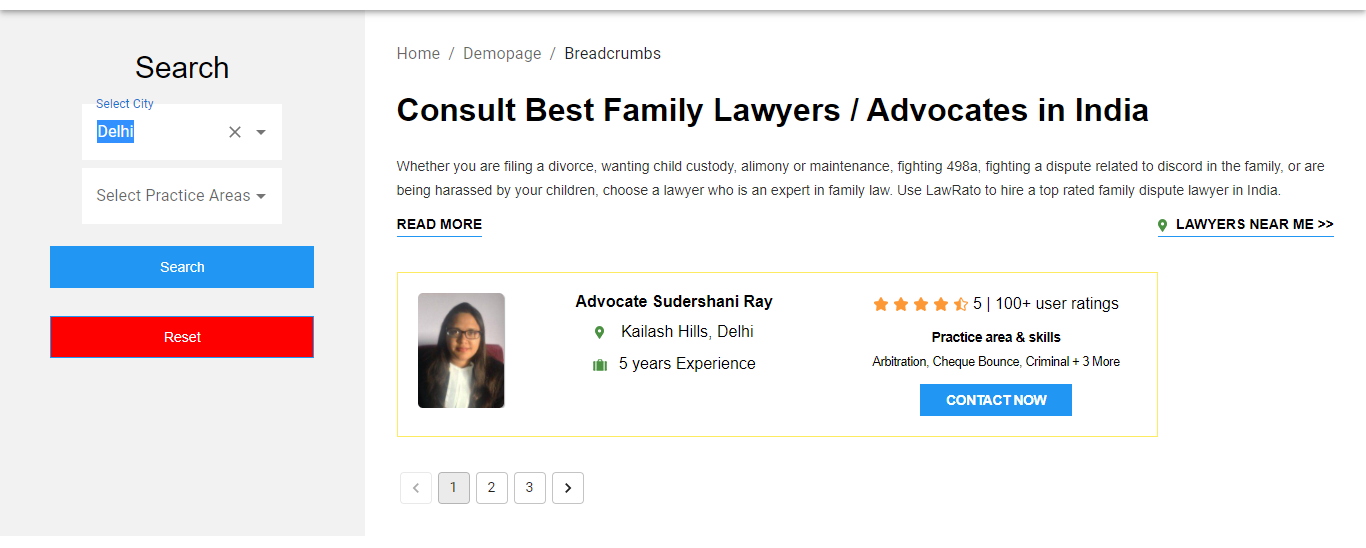 Search
Select City
Delhi
Select Practice Areas
Search
Reset
Home / Demopage / Breadcrumbs
Consult Best Family Lawyers / Advocates in India
Whether you are filing a divorce, wanting child custody, alimony or maintenance, fighting 498a, fighting a dispute related to discord in the family, or are
being harassed by your children, choose a lawyer who is an expert in family law. Use LawRato to hire a top rated family dispute lawyer in India.
READ MORE
LAWYERS NEAR ME >>
Advocate Sudershani Ray
Kailash Hills, Delhi
5 years Experience
5 | 100+ user ratings
Practice area & skills
Arbitration, Cheque Bounce, Criminal + 3 More
CONTACT NOW
1 2 3